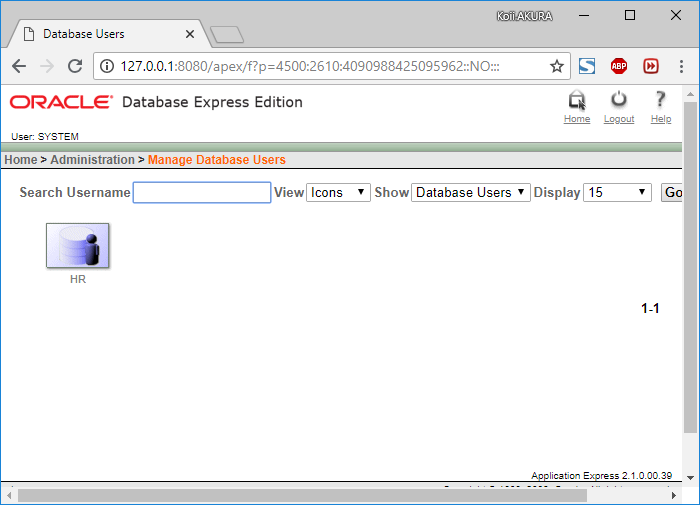 Koji.AKURA
Database Users
127.0.0.1:8080/apex/f?p=4500:2610:4090988425095962::NO:::
S ABP
ORACLE® Database Express Edition
Home Logout Help
User: SYSTEM
Home > Administration > Manage Database Users
Search Username View Icons Show Database Users Display 15 Go
HR
1-1
Application Express 2.1.0.00.39